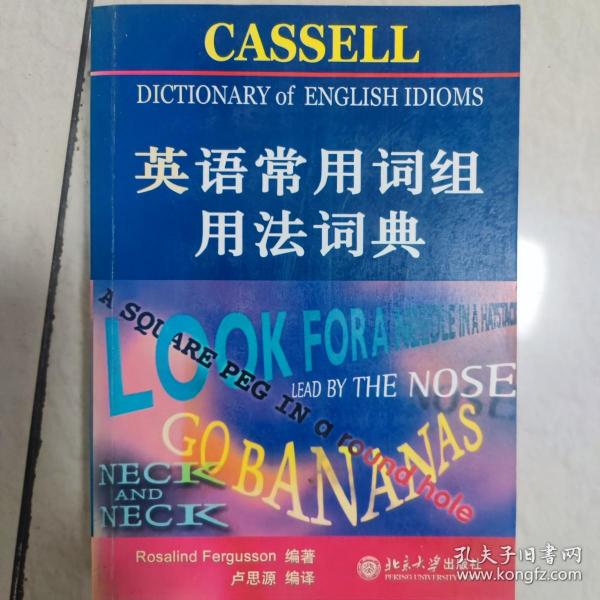 CASSELL
DICTIONARY of ENGLISH IDIOMS
英语常用词组
用法词典
A SQUARE PEG IN a round hole
LOOK FOR A NEEDLE IN A HAYSTACK
LEAD BY THE NOSE
GO BANANAS
NECK
AND
NECK
Rosalind Fergusson 编著
卢思源 编译
北京大学出版社
PEKING UNIVERSITY
孔夫子旧书网
www.kongfz.com